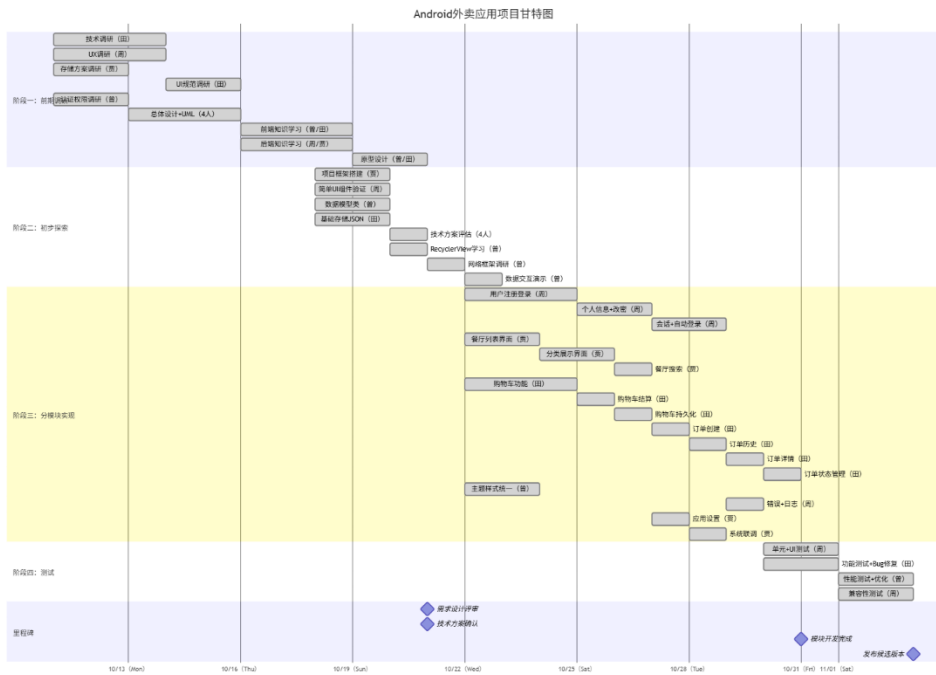 Android外卖应用项目甘特图
技术调研（田）
UX调研（周）
存储方案调研（贾）
UI规范调研（田）
阶段一：前期调研
验证权限调研（曾）
总体设计+UML（4人）
前端知识学习（曾/田）
后端知识学习（周/贾）
原型设计（曾/田）
项目框架搭建（贾）
简单UI组件验证（周）
数据模型类（曾）
基础存储JSON（田）
阶段二：初步探索
技术方案评估（4人）
RecyclerView学习（曾）
网络框架调研（曾）
数据交互演示（曾）
用户注册登录（周）
个人信息+改密（周）
会话+自动登录（周）
餐厅列表界面（贾）
分类展示界面（贾）
餐厅搜索（贾）
购物车功能（田）
购物车结算（田）
阶段三：分模块实现
购物车持久化（田）
订单创建（田）
订单历史（田）
订单详情（田）
订单状态管理（田）
主题样式统一（曾）
错误+日志（周）
应用设置（贾）
系统联调（贾）
单元+UI测试（周）
功能测试+Bug修复（田）
阶段四：测试
性能测试+优化（曾）
兼容性测试（周）
需求设计评审
技术方案确认
里程碑
模块开发完成
发布候选版本
10/13 (Mon) 10/16 (Thu) 10/19 (Sun) 10/22 (Wed) 10/25 (Sat) 10/28 (Tue) 10/31 (Fri) 11/01 (Sat)